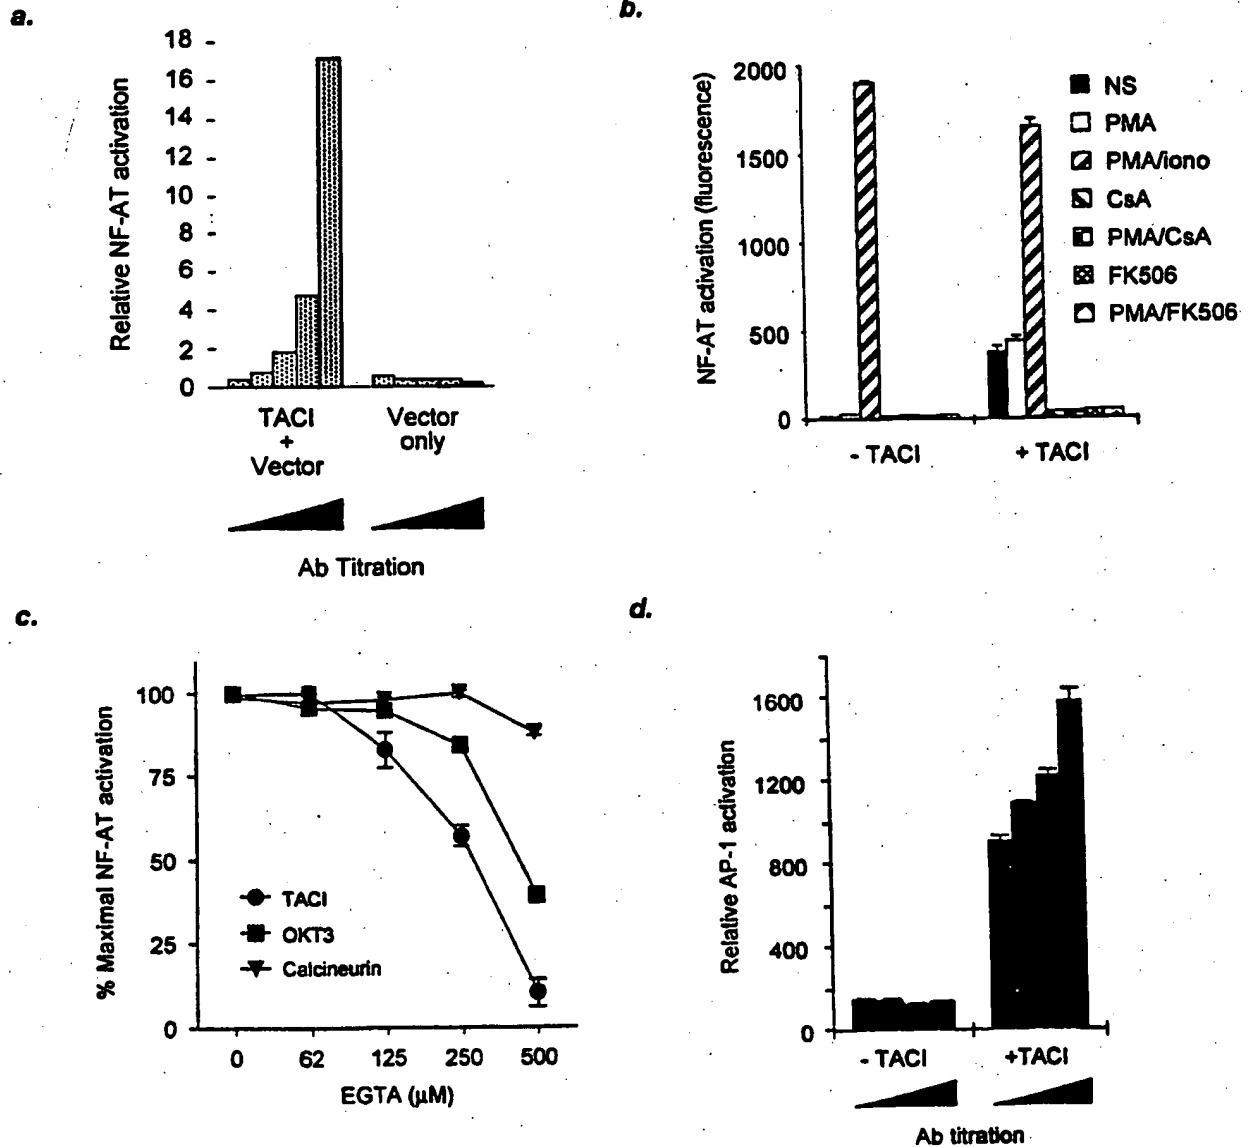 a.
Relative NF-AT activation
18
16
14
12
10
8
6
4
2
0
TACI
+
Vector
Vector
only
Ab Titration
b.
NF-AT activation (fluorescence)
2000
1500
1000
500
0
- TACI
+ TACI
NS
PMA
PMA/iono
CsA
PMA/CsA
FK506
PMA/FK506
c.
% Maximal NF-AT activation
100
75
50
25
0
TACI
OKT3
Calcineurin
0 62 125 250 500
EGTA (µM)
d.
Relative AP-1 activation
1600
1200
800
400
0
- TACI
+TACI
Ab titration